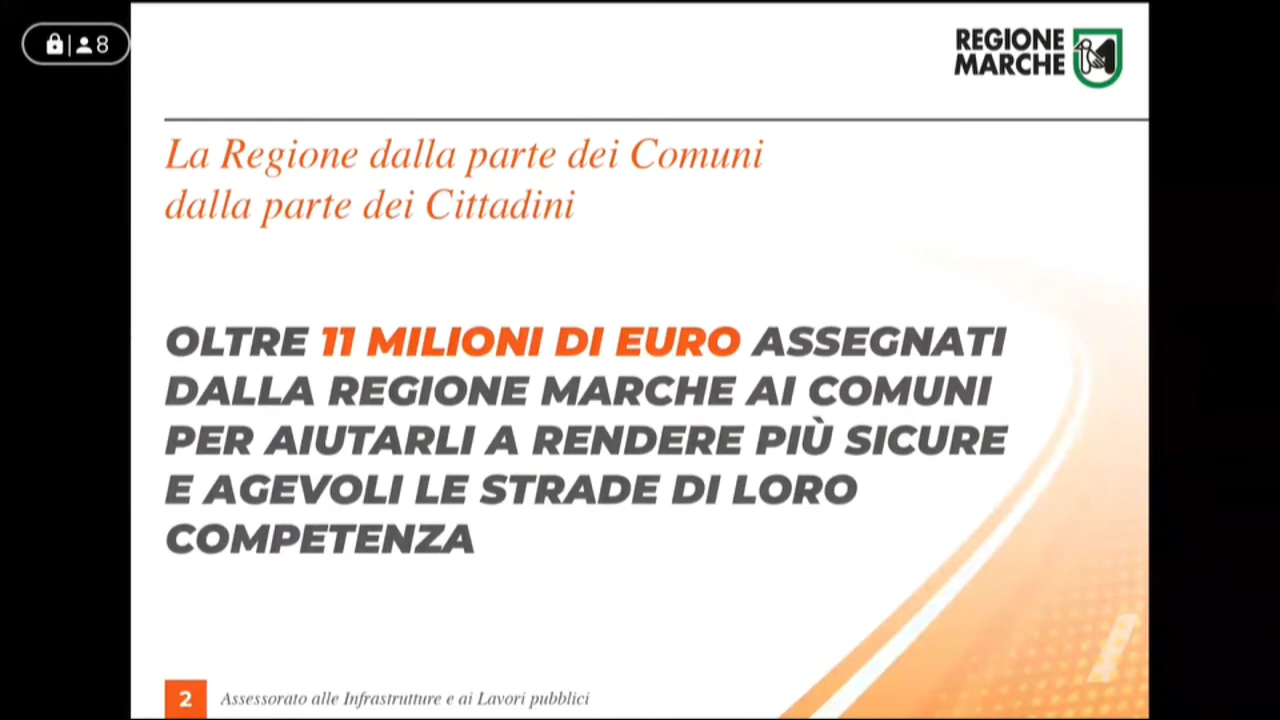 8
REGIONE
MARCHE
La Regione dalla parte dei Comuni
dalla parte dei Cittadini
OLTRE 11 MILIONI DI EURO ASSEGNATI
DALLA REGIONE MARCHE AI COMUNI
PER AIUTARLI A RENDERE PIÙ SICURE
E AGEVOLI LE STRADE DI LORO
COMPETENZA
2 Assessorato alle Infrastrutture e ai Lavori pubblici